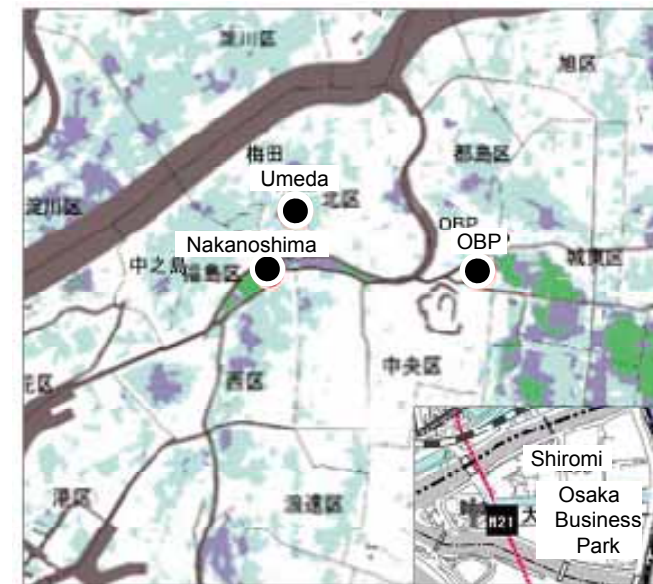 淀川区
旭区
梅田
都島区
Umeda
北区
淀川区
OBP
OBP
Nakanoshima
城東区
中之島
福島区
中央区
西区
港区
浪速区
Shiromi
Osaka
Business
Park
M21
大